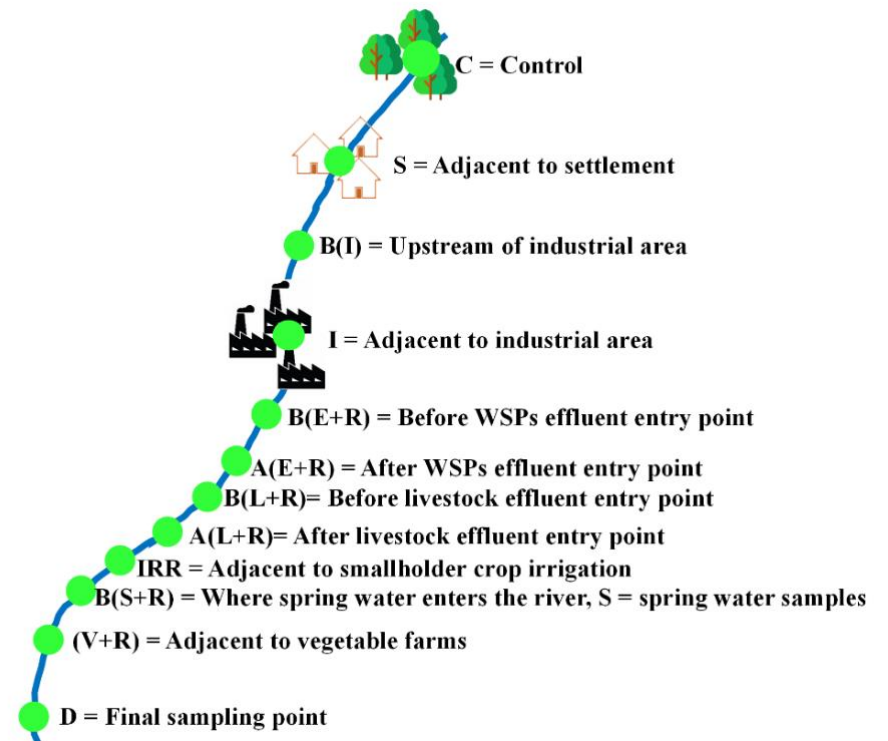 C = Control
S = Adjacent to settlement
B(I) = Upstream of industrial area
I = Adjacent to industrial area
B(E+R) = Before WSPs effluent entry point
A(E+R) = After WSPs effluent entry point
B(L+R)= Before livestock effluent entry point
A(L+R)= After livestock effluent entry point
IRR = Adjacent to smallholder crop irrigation
B(S+R) = Where spring water enters the river, S = spring water samples
(V+R) = Adjacent to vegetable farms
D = Final sampling point